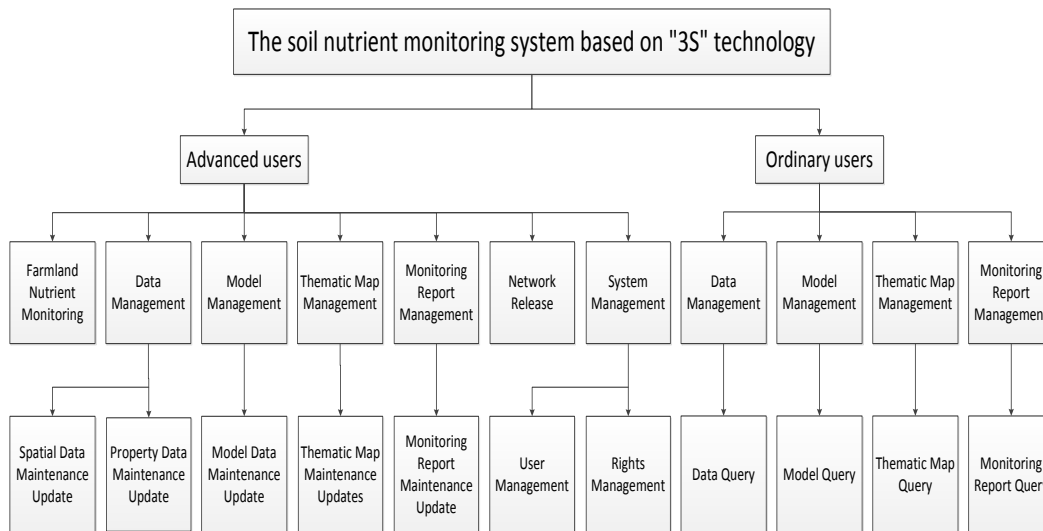 The soil nutrient monitoring system based on "3S" technology
Advanced users
Ordinary users
Farmland
Nutrient
Monitoring
Data
Management
Model
Management
Thematic Map
Management
Monitoring
Report
Management
Network
Release
System
Management
Data
Management
Model
Management
Thematic Map
Management
Monitoring
Report
Management
Spatial Data
Maintenance
Update
Property Data
Maintenance
Update
Model Data
Maintenance
Update
Thematic Map
Maintenance
Updates
Monitoring
Report
Maintenance
Update
User
Management
Rights
Management
Data Query
Model Query
Thematic Map
Query
Monitoring
Report Query